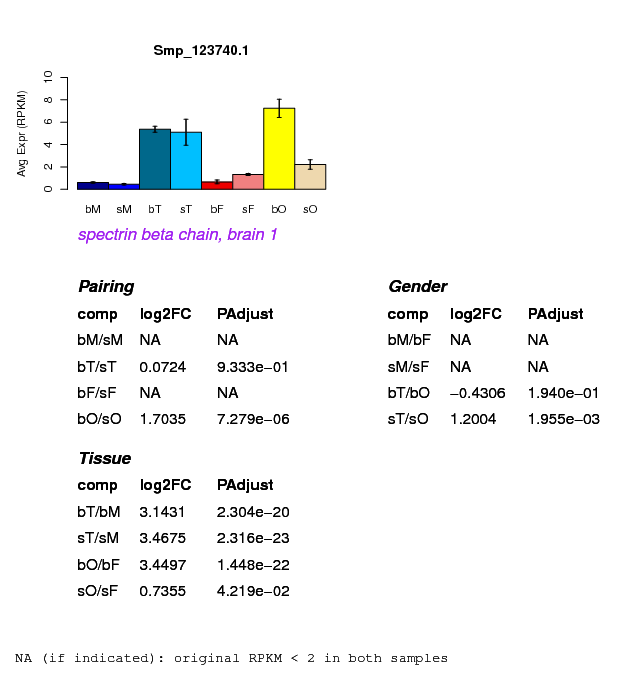 Smp_123740.1
Avg Expr (RPKM)
10
8
6
4
2
0
bM sM bT sT bF sF bO sO
spectrin beta chain, brain 1
Pairing
comp log2FC PAdjust
bM/sM NA NA
bT/sT 0.0724 9.333e−01
bF/sF NA NA
bO/sO 1.7035 7.279e−06
Gender
comp log2FC PAdjust
bM/bF NA NA
sM/sF NA NA
bT/bO −0.4306 1.940e−01
sT/sO 1.2004 1.955e−03
Tissue
comp log2FC PAdjust
bT/bM 3.1431 2.304e−20
sT/sM 3.4675 2.316e−23
bO/bF 3.4497 1.448e−22
sO/sF 0.7355 4.219e−02
NA (if indicated): original RPKM < 2 in both samples